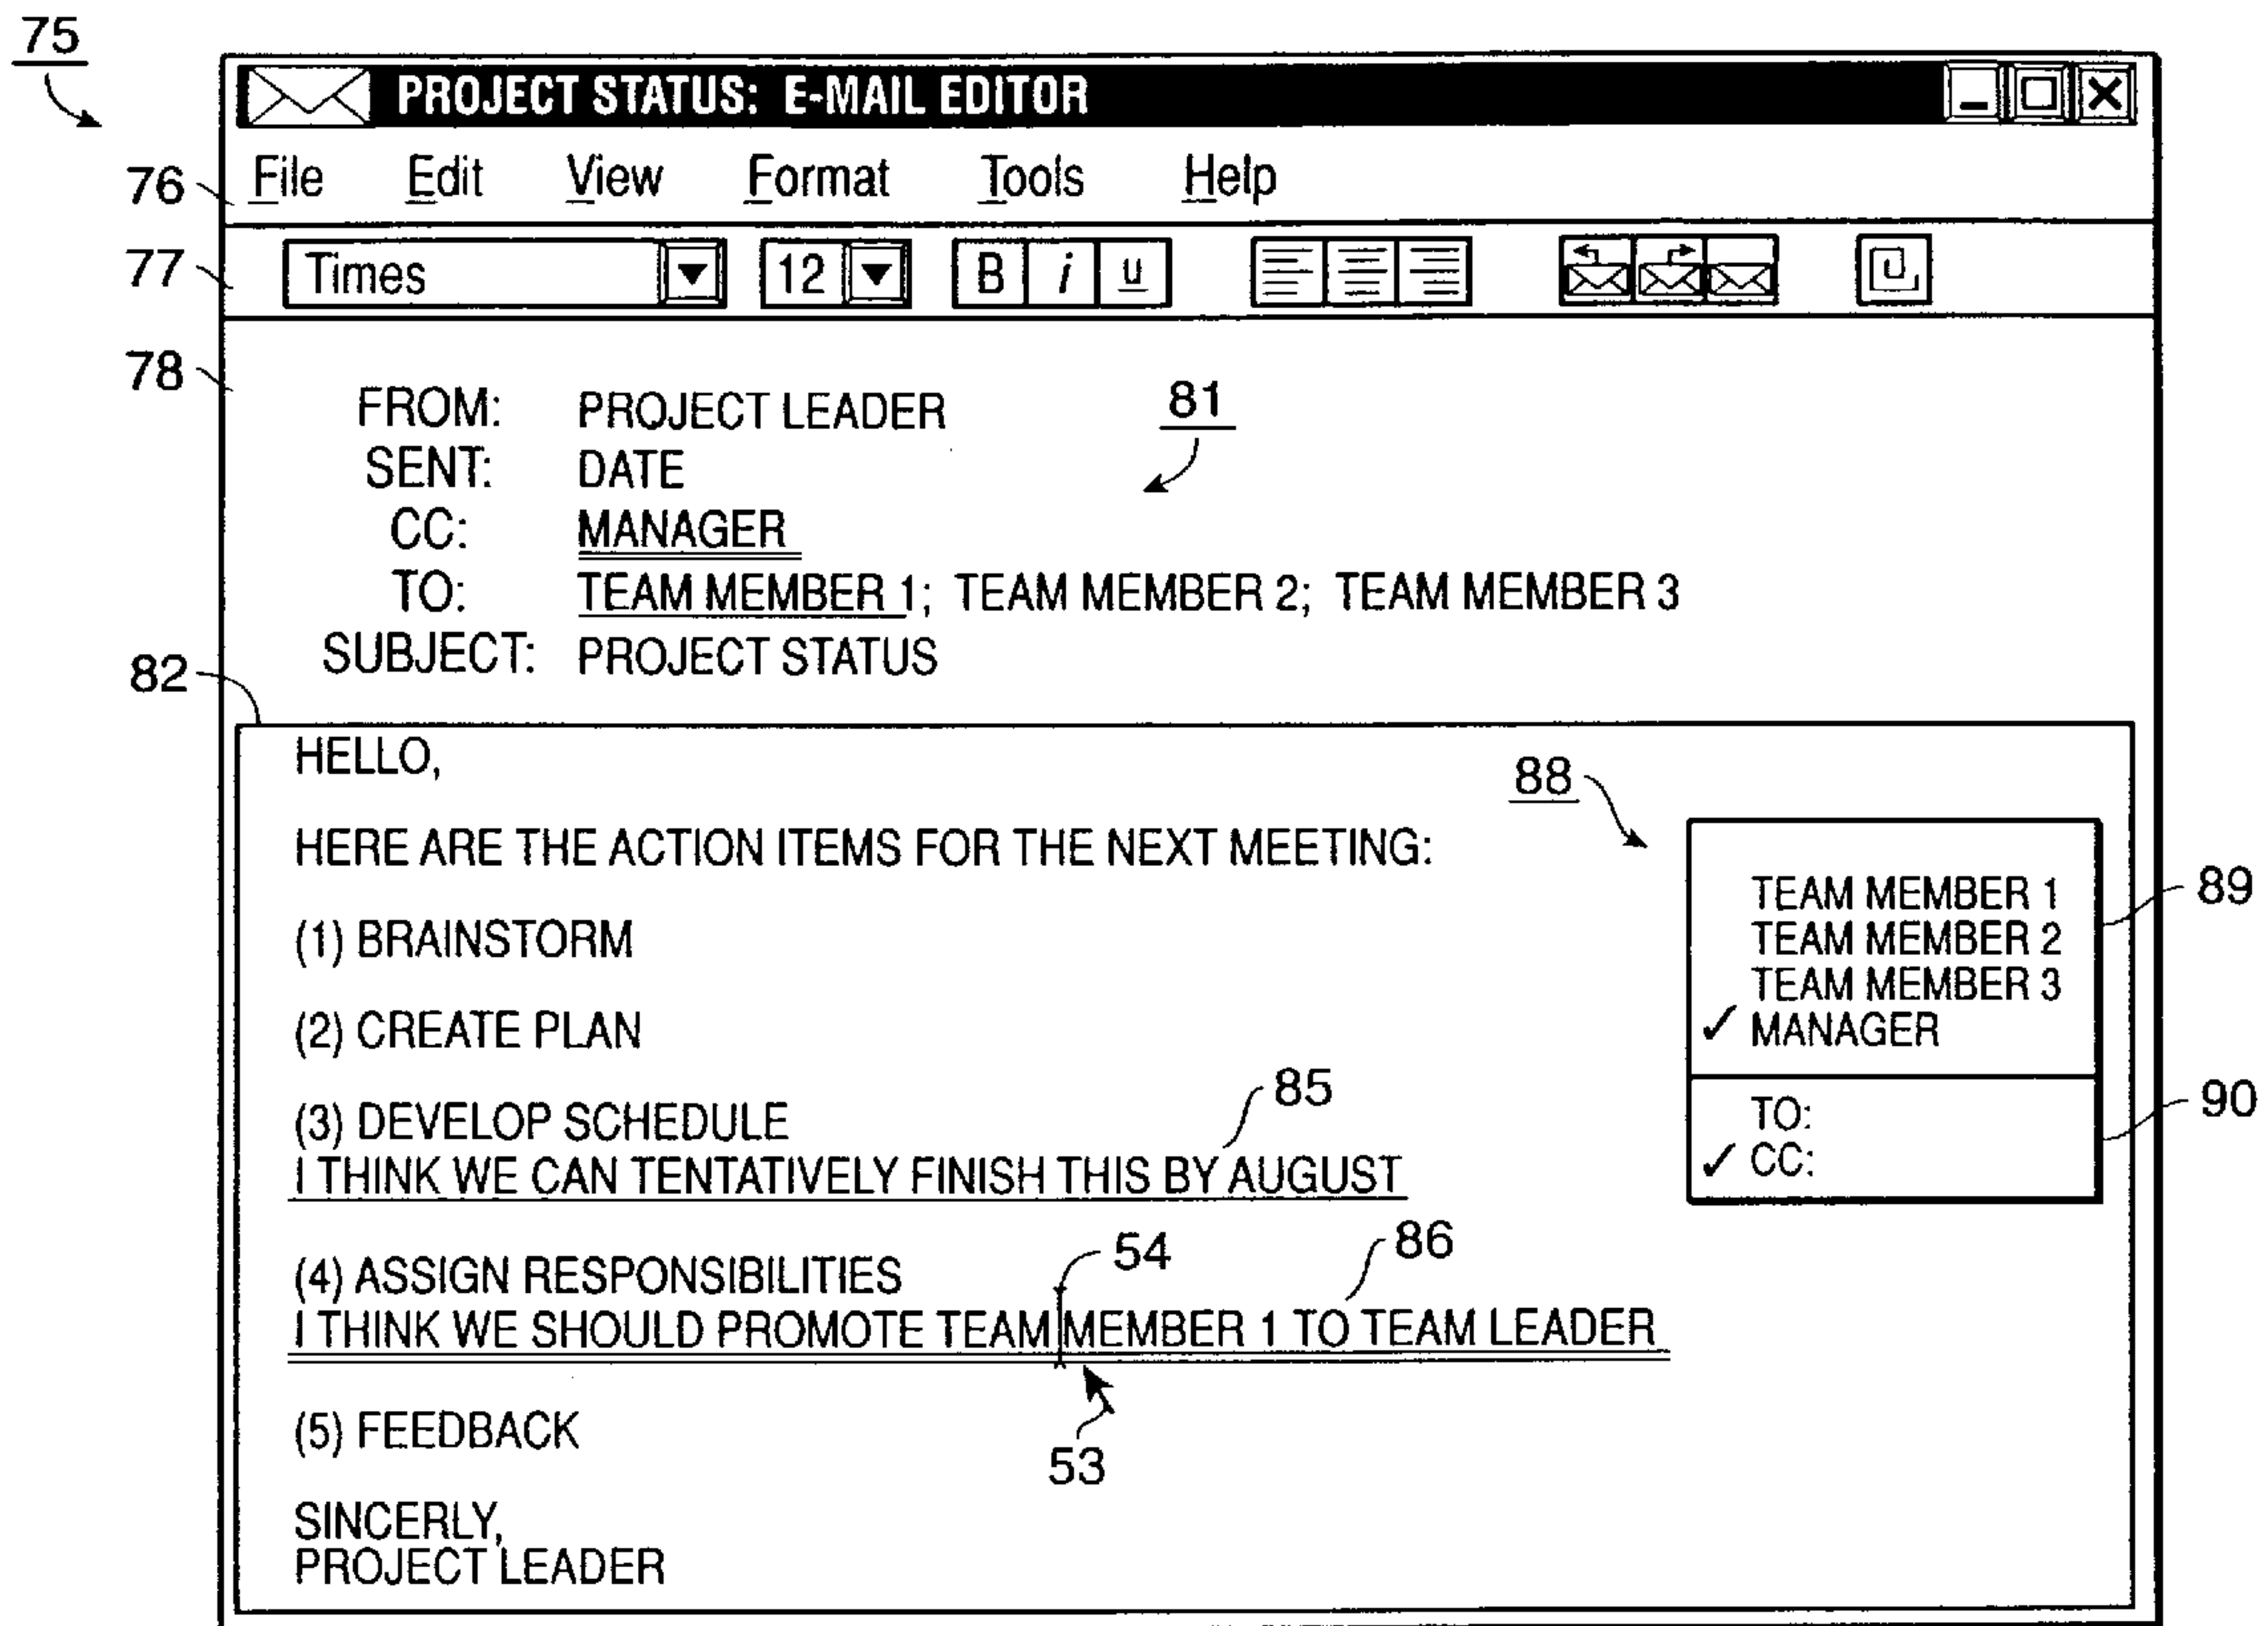 75
PROJECT STATUS: E-MAIL EDITOR
76 File Edit View Format Tools Help
77 Times 12 B i u
78
FROM: PROJECT LEADER 81
SENT: DATE
CC: MANAGER
TO: TEAM MEMBER 1; TEAM MEMBER 2; TEAM MEMBER 3
SUBJECT: PROJECT STATUS
82
HELLO,
88
HERE ARE THE ACTION ITEMS FOR THE NEXT MEETING:
TEAM MEMBER 1 89
TEAM MEMBER 2
TEAM MEMBER 3
✓ MANAGER
TO: 90
✓ CC:
(1) BRAINSTORM
(2) CREATE PLAN
85
(3) DEVELOP SCHEDULE
I THINK WE CAN TENTATIVELY FINISH THIS BY AUGUST
54 86
(4) ASSIGN RESPONSIBILITIES
I THINK WE SHOULD PROMOTE TEAM MEMBER 1 TO TEAM LEADER
(5) FEEDBACK
53
SINCERLY,
PROJECT LEADER